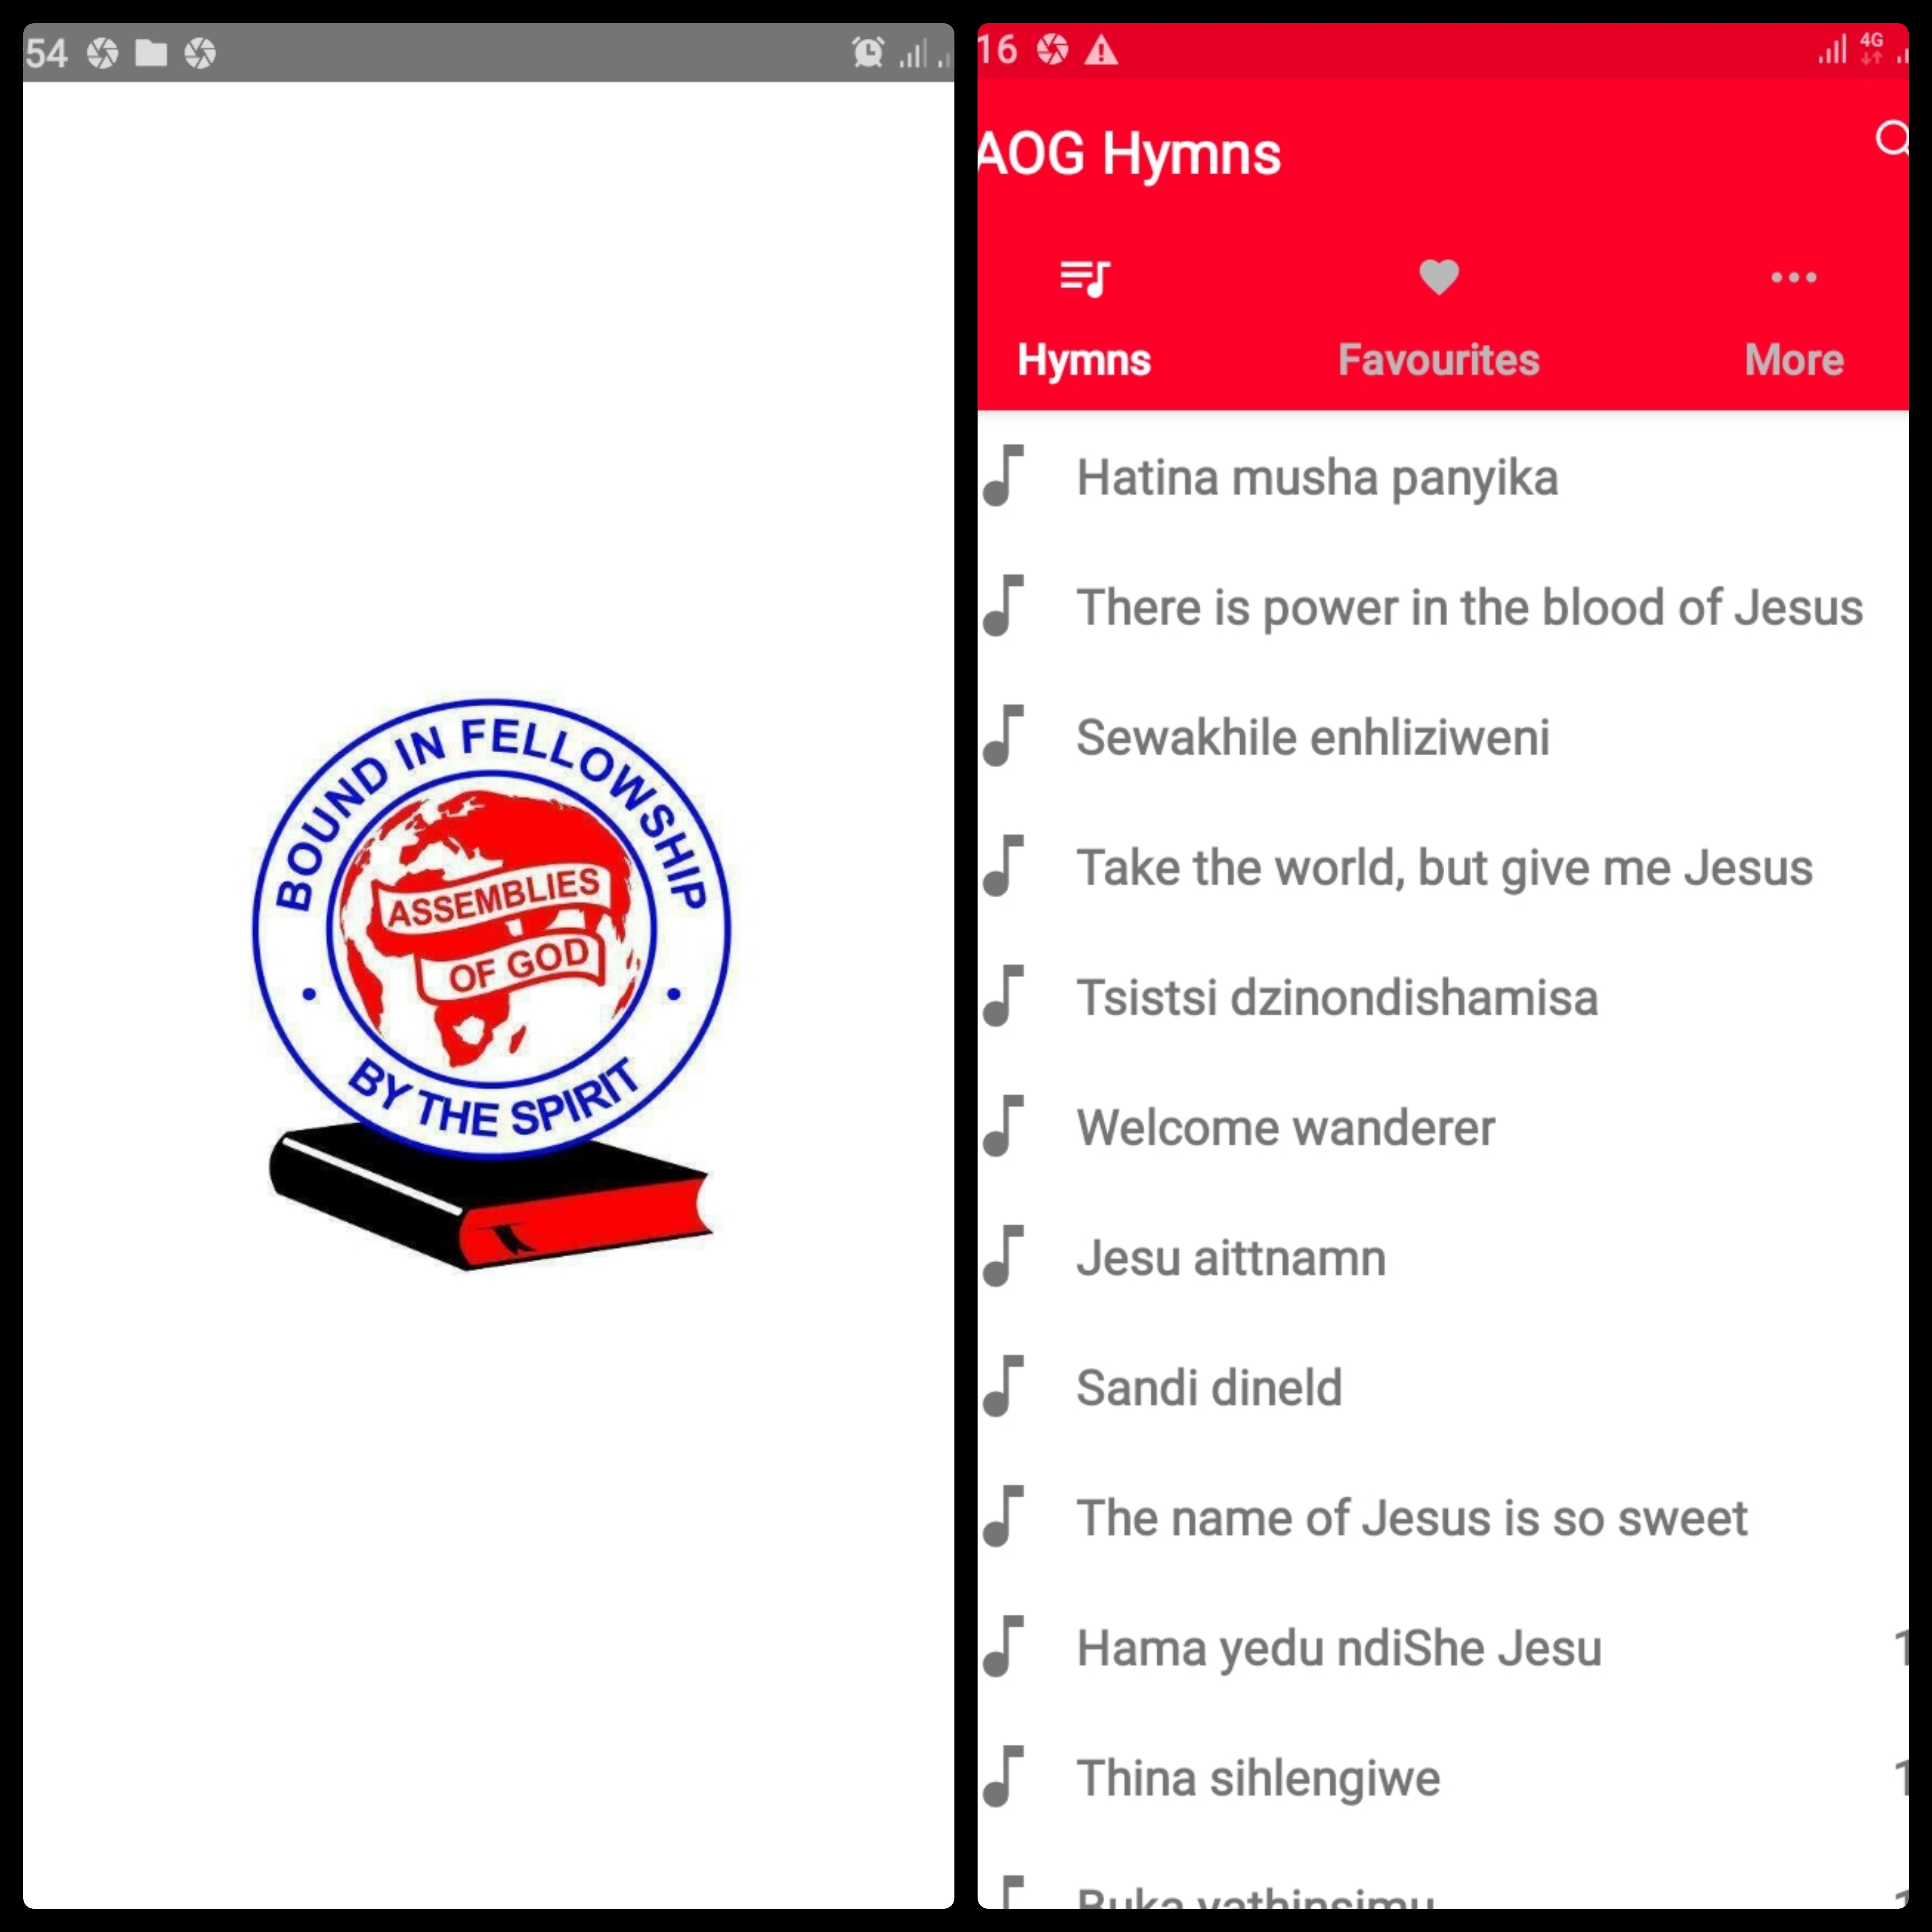 54
BOUND IN FELLOWSHIP
ASSEMBLIES
OF GOD
BY THE SPIRIT
16
4G
AOG Hymns
Hymns Favourites More
Hatina musha panyika
There is power in the blood of Jesus
Sewakhile enhliziweni
Take the world, but give me Jesus
Tsistsi dzinondishamisa
Welcome wanderer
Jesu aittnamn
Sandi dineld
The name of Jesus is so sweet
Hama yedu ndiShe Jesu 1
Thina sihlengiwe 1